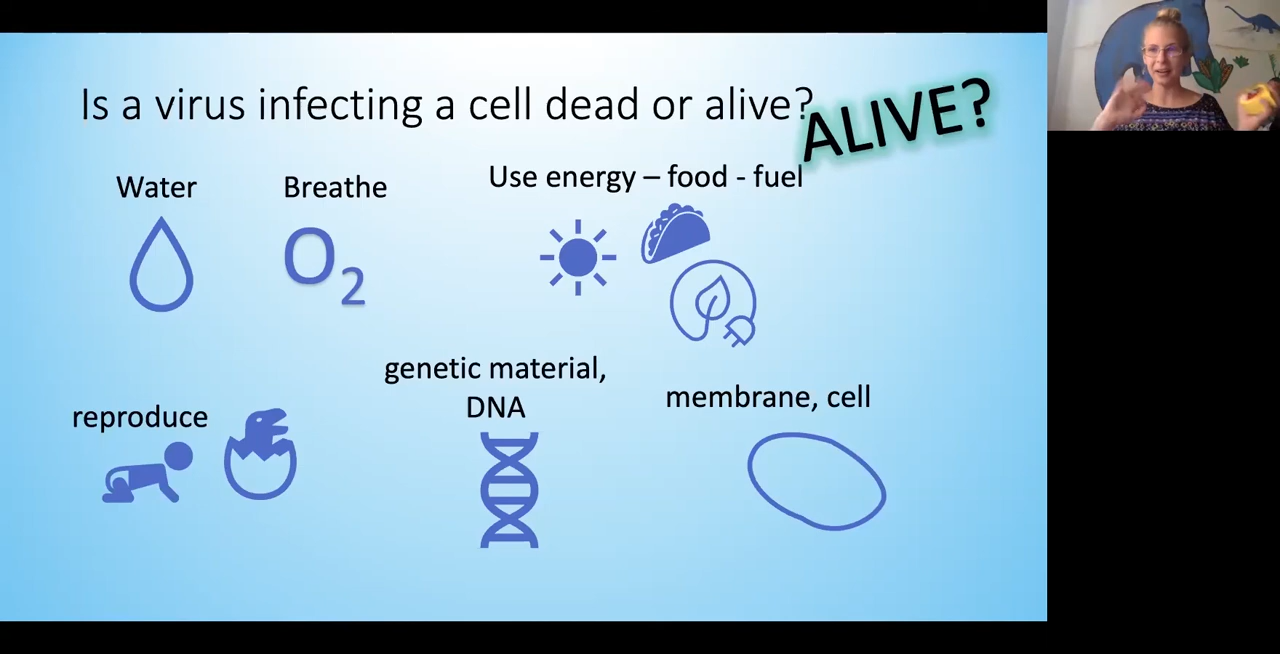 Is a virus infecting a cell dead or alive?
ALIVE?
Water
Breathe
Use energy – food - fuel
O2
genetic material,
DNA
membrane, cell
reproduce